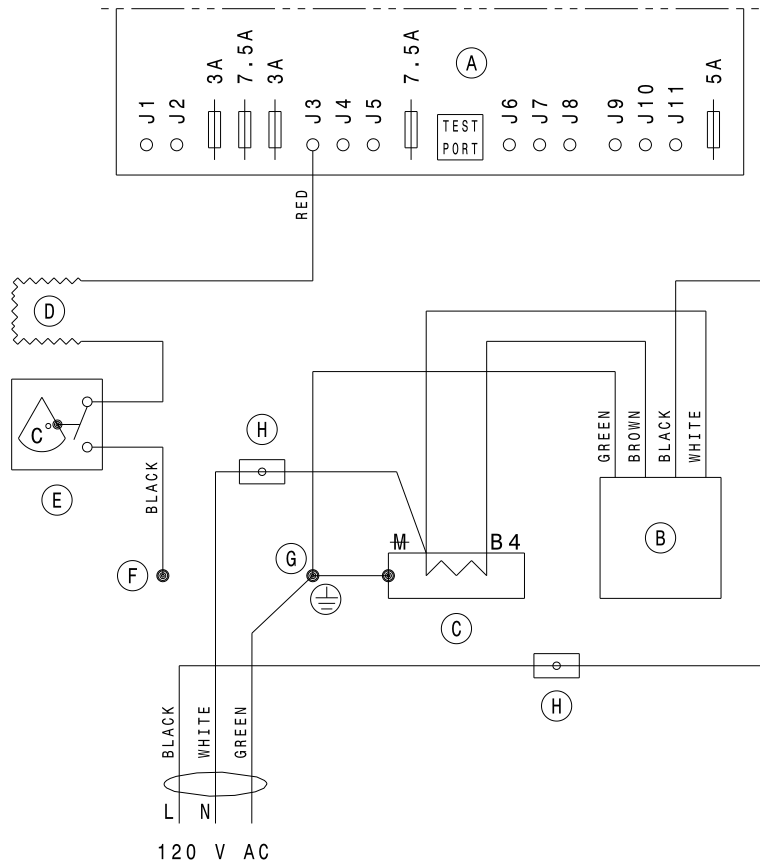 J1
J2
3A
7.5A
3A
J3
J4
J5
7.5A
A
TEST
PORT
J6
J7
J8
J9
J10
J11
5A
RED
D
C
E
BLACK
F
H
G
GREEN
BROWN
BLACK
WHITE
B
M
B4
C
H
BLACK
WHITE
GREEN
L N
120 V AC